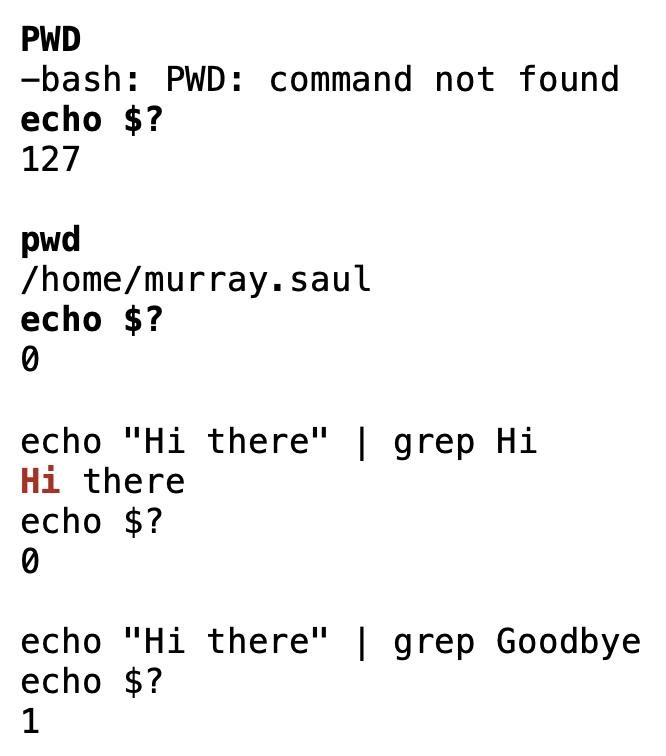 PWD
-bash: PWD: command not found
echo $?
127
pwd
/home/murray.saul
echo $?
0
echo "Hi there" | grep Hi
Hi there
echo $?
0
echo "Hi there" | grep Goodbye
echo $?
1